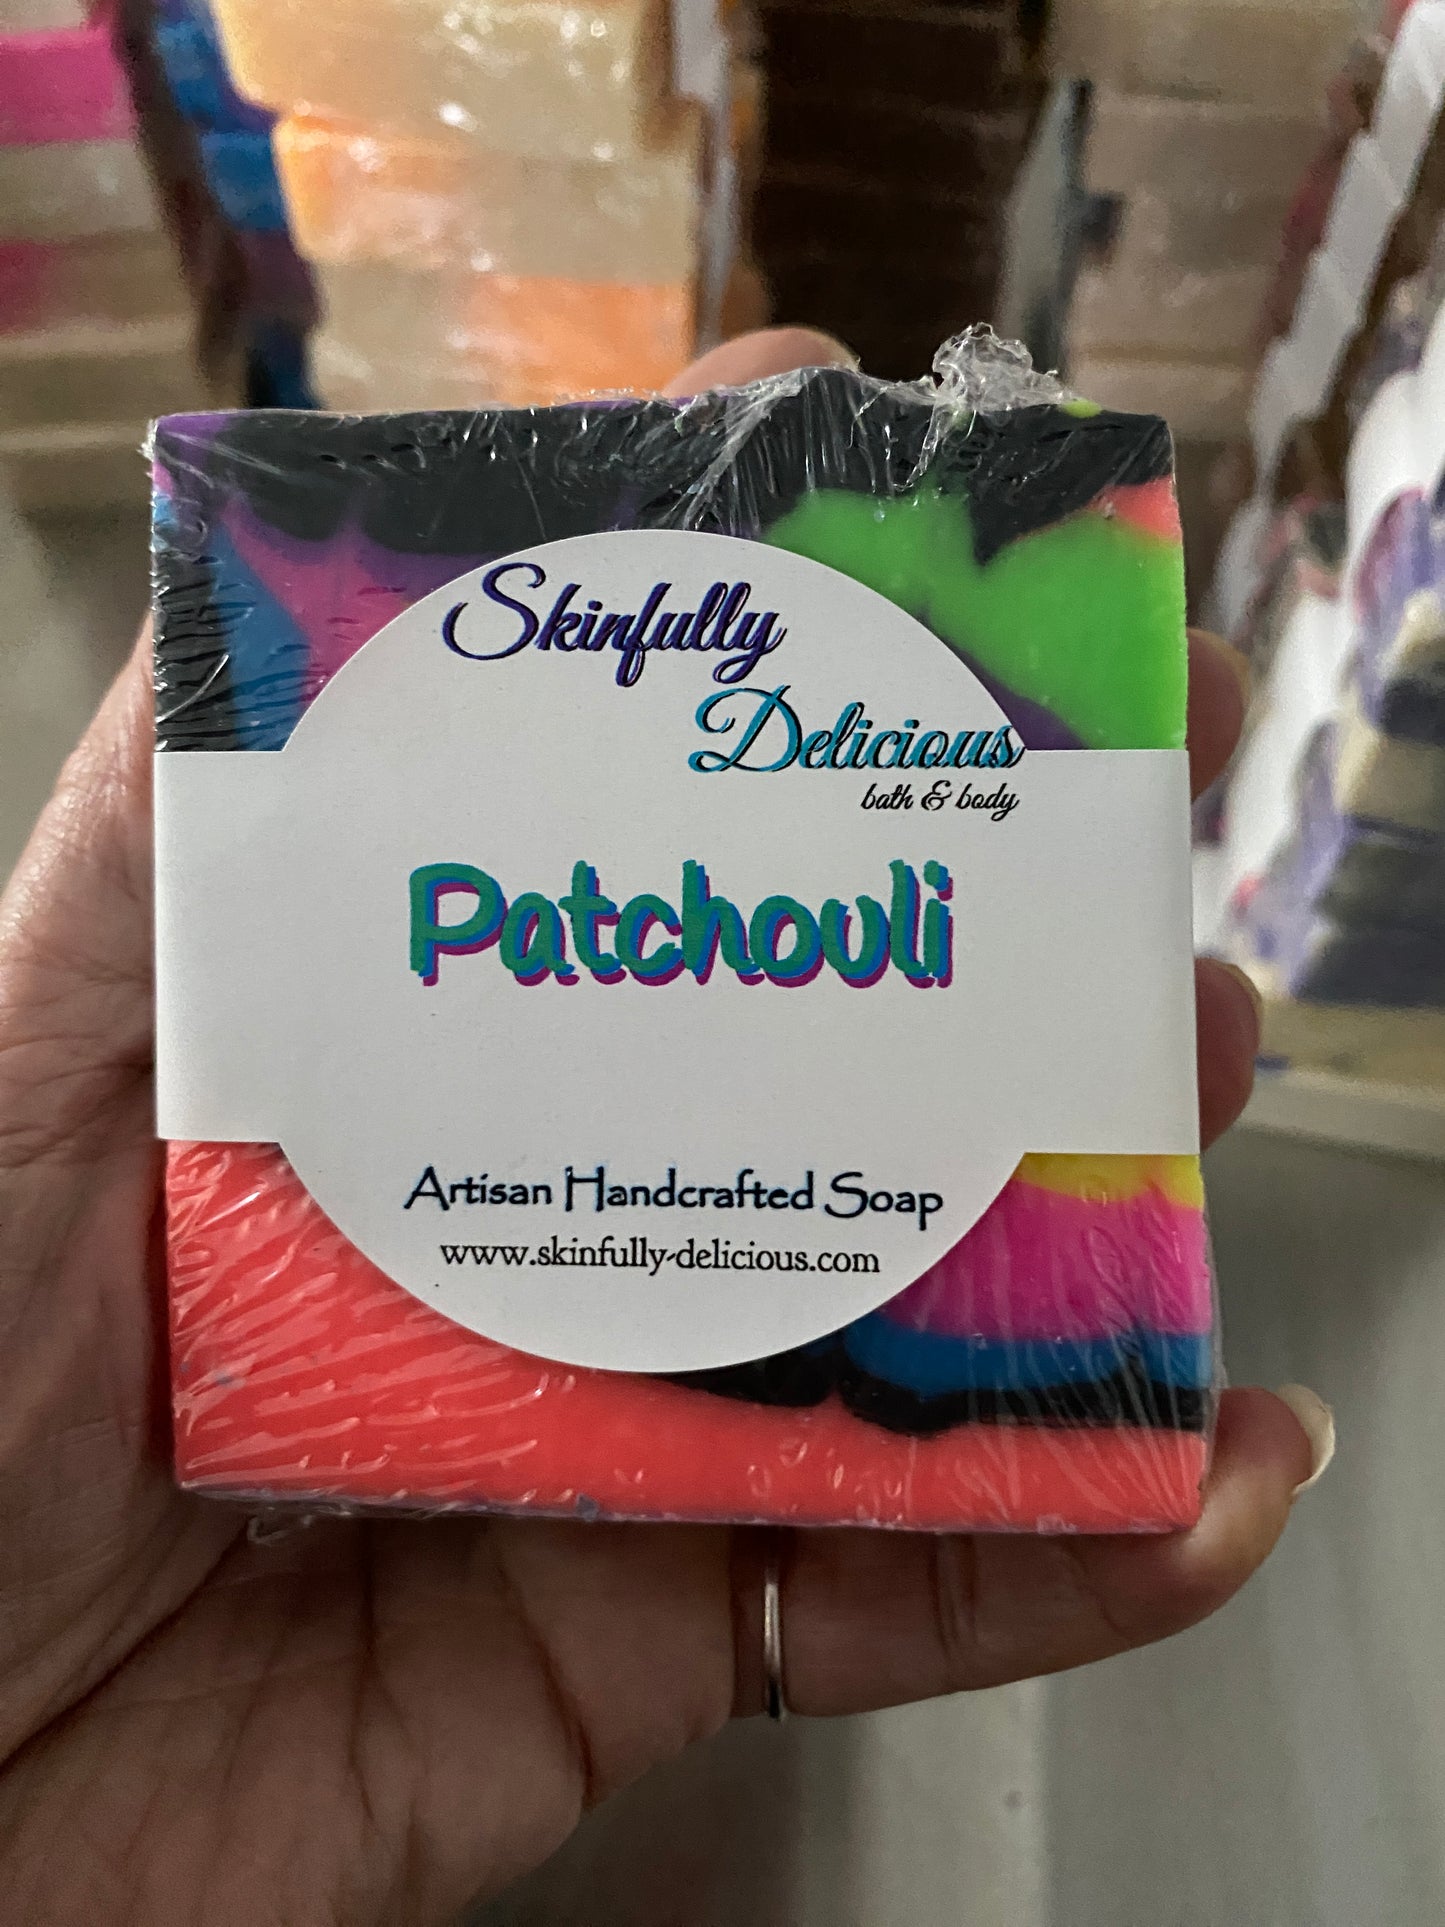 Skinfully
Delicious
bath & body
Patchouli
Artisan Handcrafted Soap
www.skinfully-delicious.com